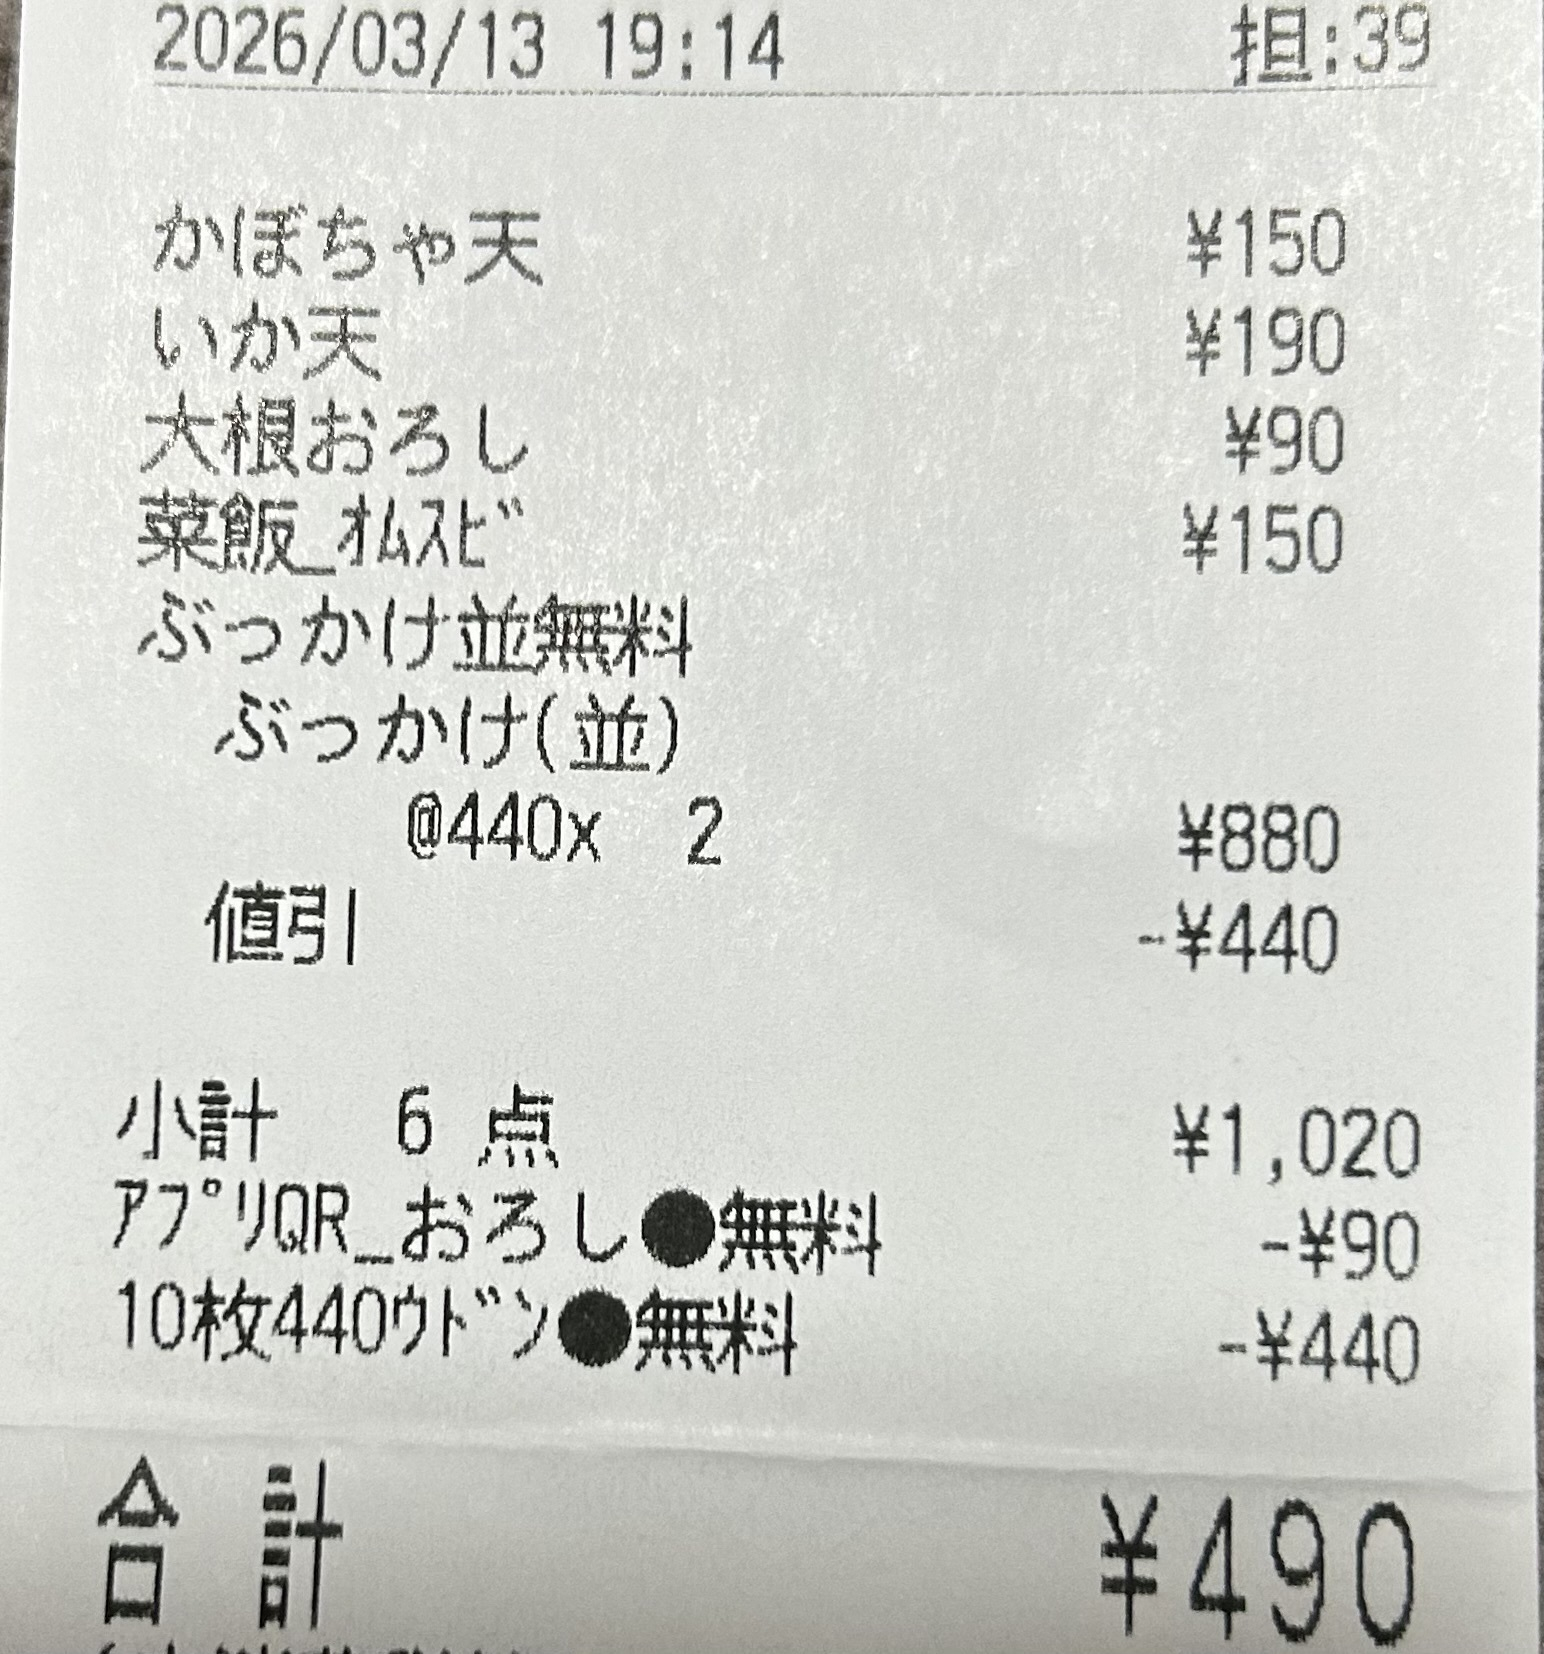 2026/03/13 19:14 担:39
かぼちゃ天 ¥150
いか天 ¥190
大根おろし ¥90
菜飯_ｵﾑｽﾋﾞ ¥150
ぶっかけ並無料
ぶっかけ(並)
@440x 2 ¥880
値引 -¥440
小計 6 点 ¥1,020
ｱﾌﾟﾘQR_おろし●無料 -¥90
10枚440ｳﾄﾞﾝ●無料 -¥440
合 計 ¥490